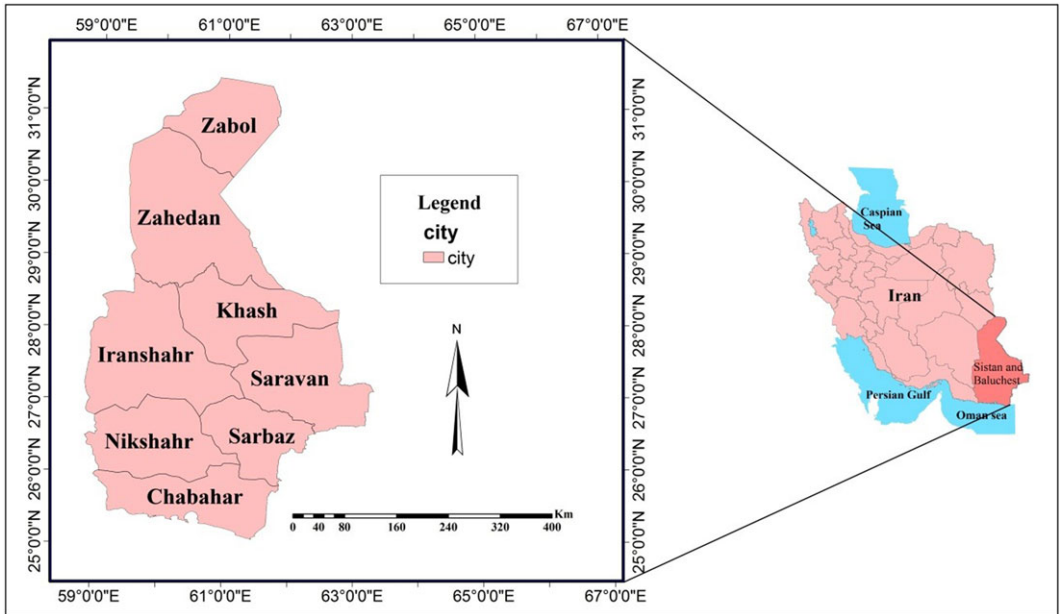 59°0'0"E 61°0'0"E 63°0'0"E 65°0'0"E 67°0'0"E
31°0'0"N
30°0'0"N
29°0'0"N
28°0'0"N
27°0'0"N
26°0'0"N
25°0'0"N
Zabol
Zahedan
Khash
Iranshahr
Saravan
Nikshahr
Sarbaz
Chabahar
Legend
city
city
N
Km
0 40 80 160 240 320 400
31°0'0"N
30°0'0"N
29°0'0"N
28°0'0"N
27°0'0"N
26°0'0"N
25°0'0"N
59°0'0"E 61°0'0"E 63°0'0"E 65°0'0"E 67°0'0"E
Caspian
Sea
Iran
Sistan and
Baluchest
Persian Gulf
Oman sea